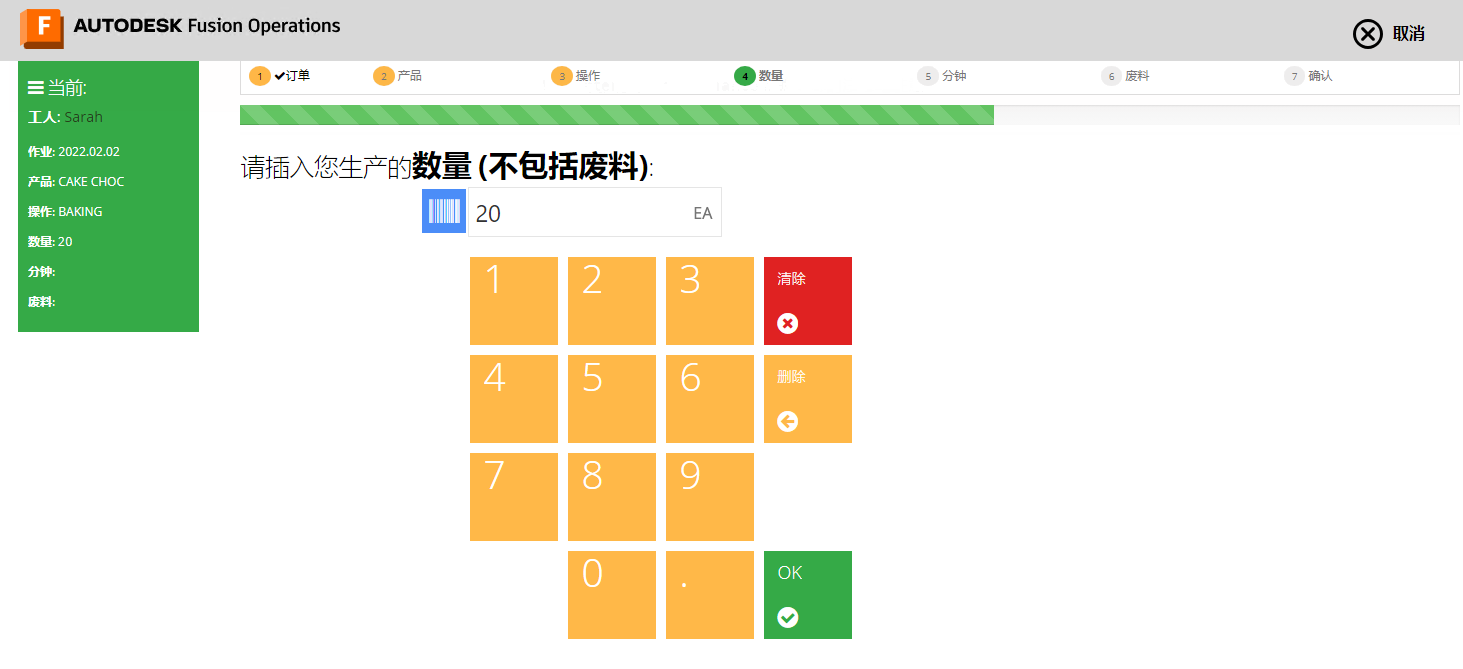 F AUTODESK Fusion Operations
取消
1 订单 2 产品 3 操作 4 数量 5 分钟 6 废料 7 确认
当前:
工人: Sarah
作业: 2022.02.02
产品: CAKE CHOC
操作: BAKING
数量: 20
分钟:
废料:
请插入您生产的数量 (不包括废料):
20 EA
1 2 3 清除
4 5 6 删除
7 8 9
0 . OK